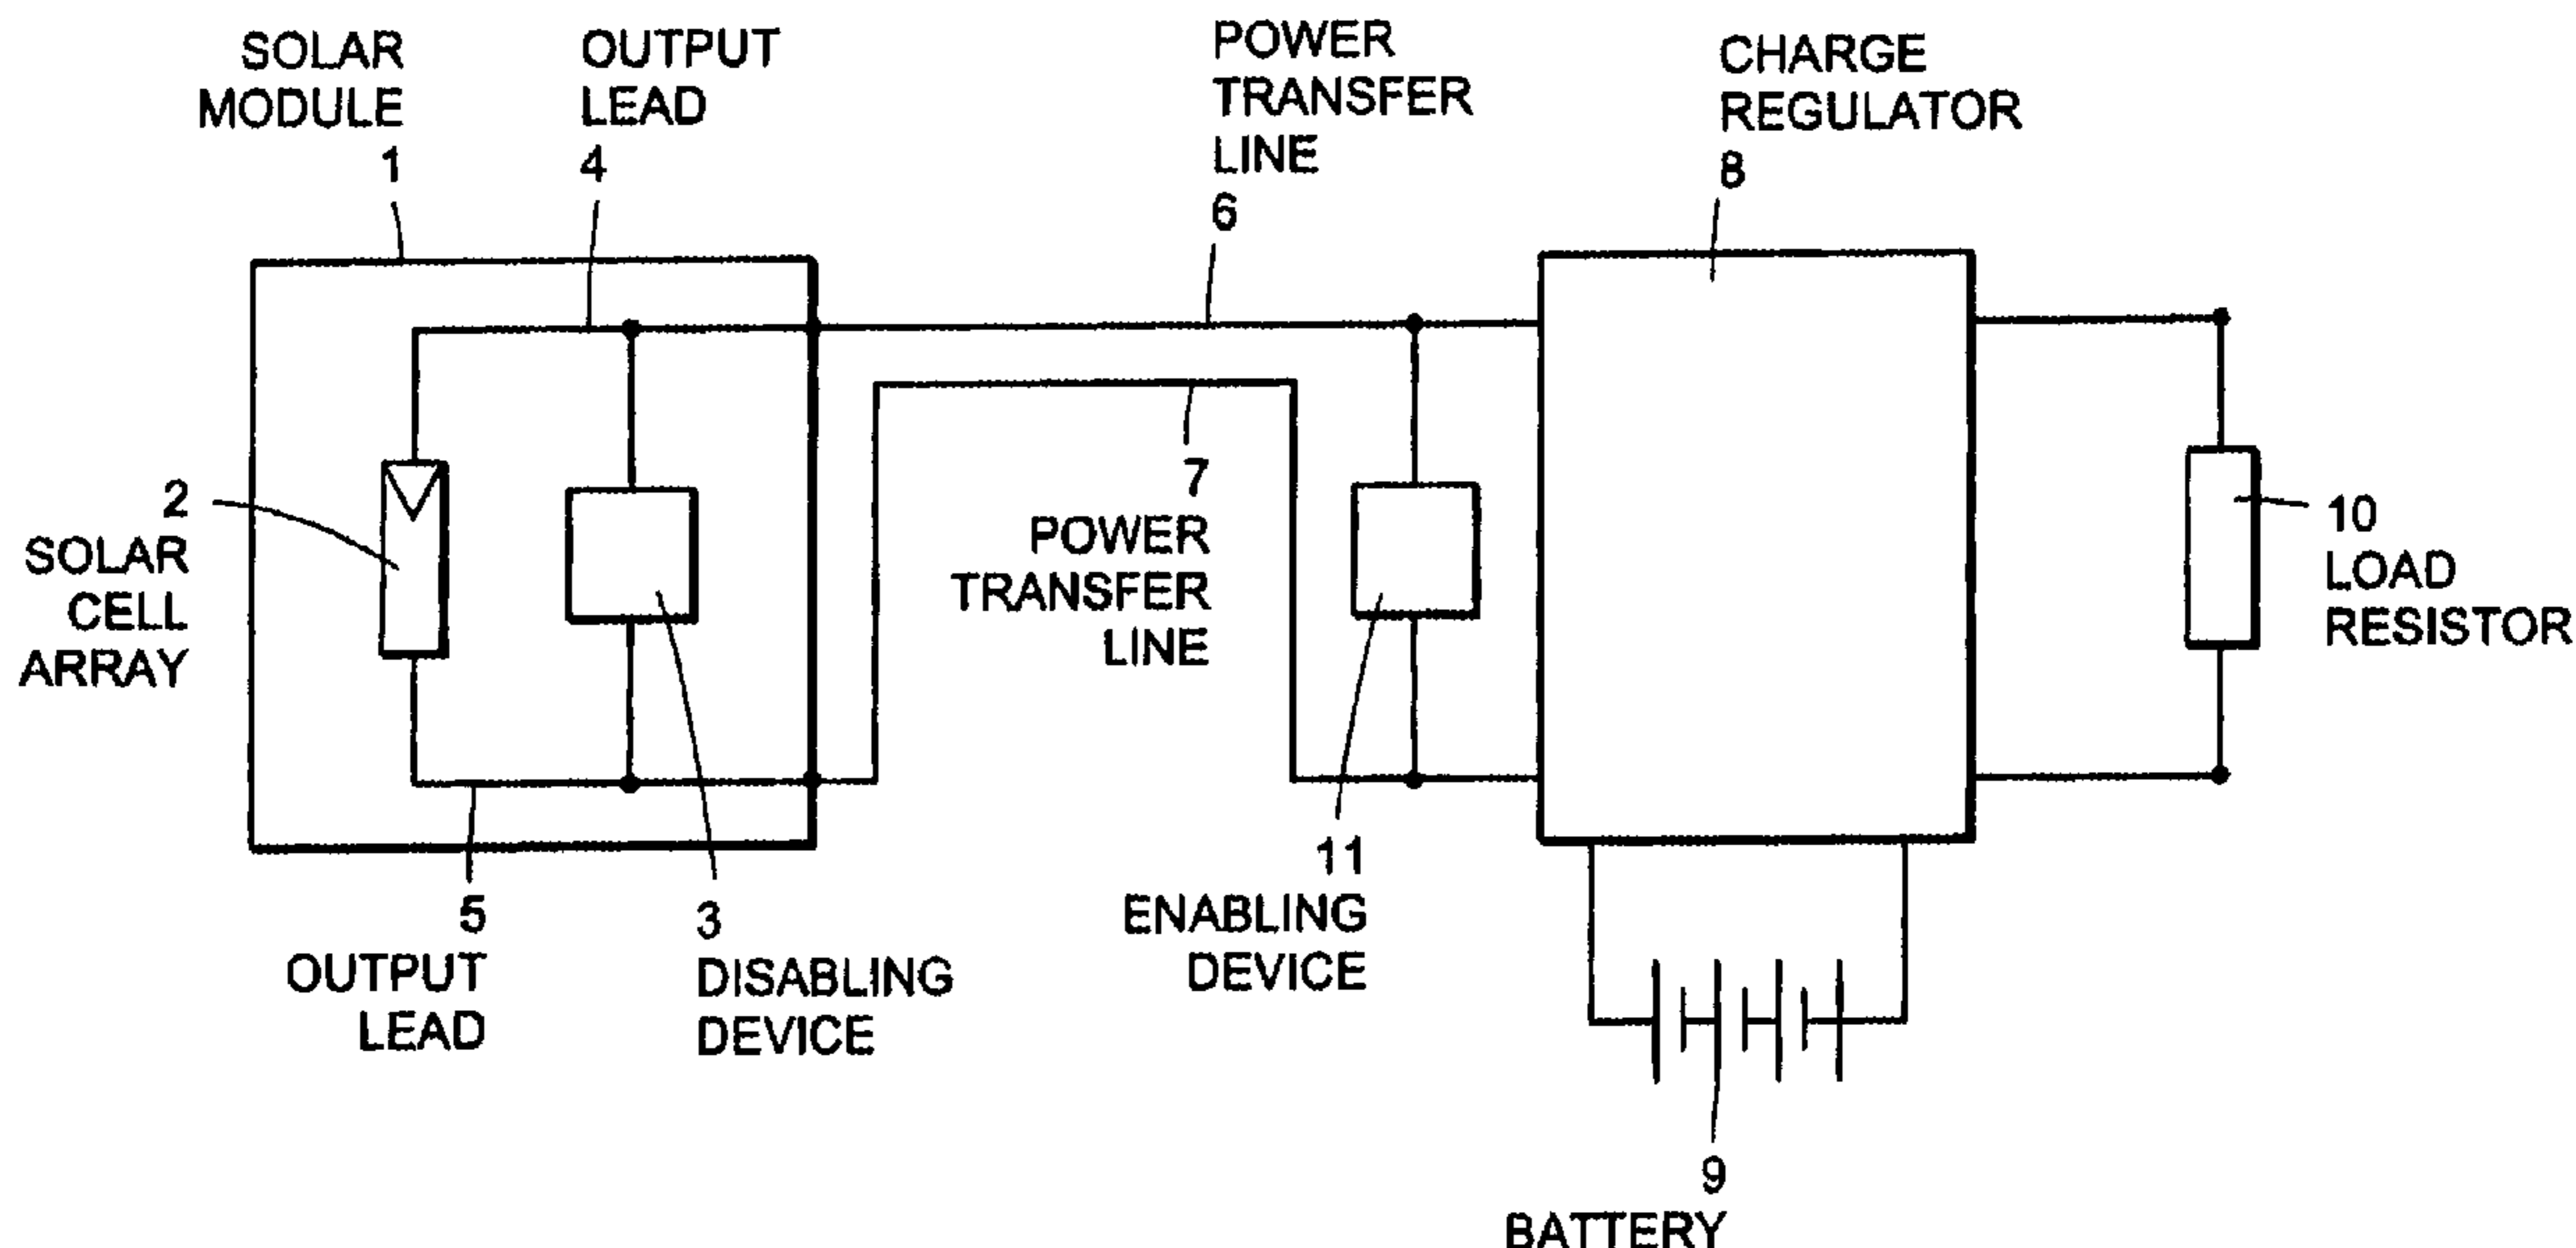 SOLAR
MODULE
1
OUTPUT
LEAD
4
POWER
TRANSFER
LINE
6
CHARGE
REGULATOR
8
2
SOLAR
CELL
ARRAY
7
POWER
TRANSFER
LINE
10
LOAD
RESISTOR
5
OUTPUT
LEAD
3
DISABLING
DEVICE
11
ENABLING
DEVICE
9
BATTERY